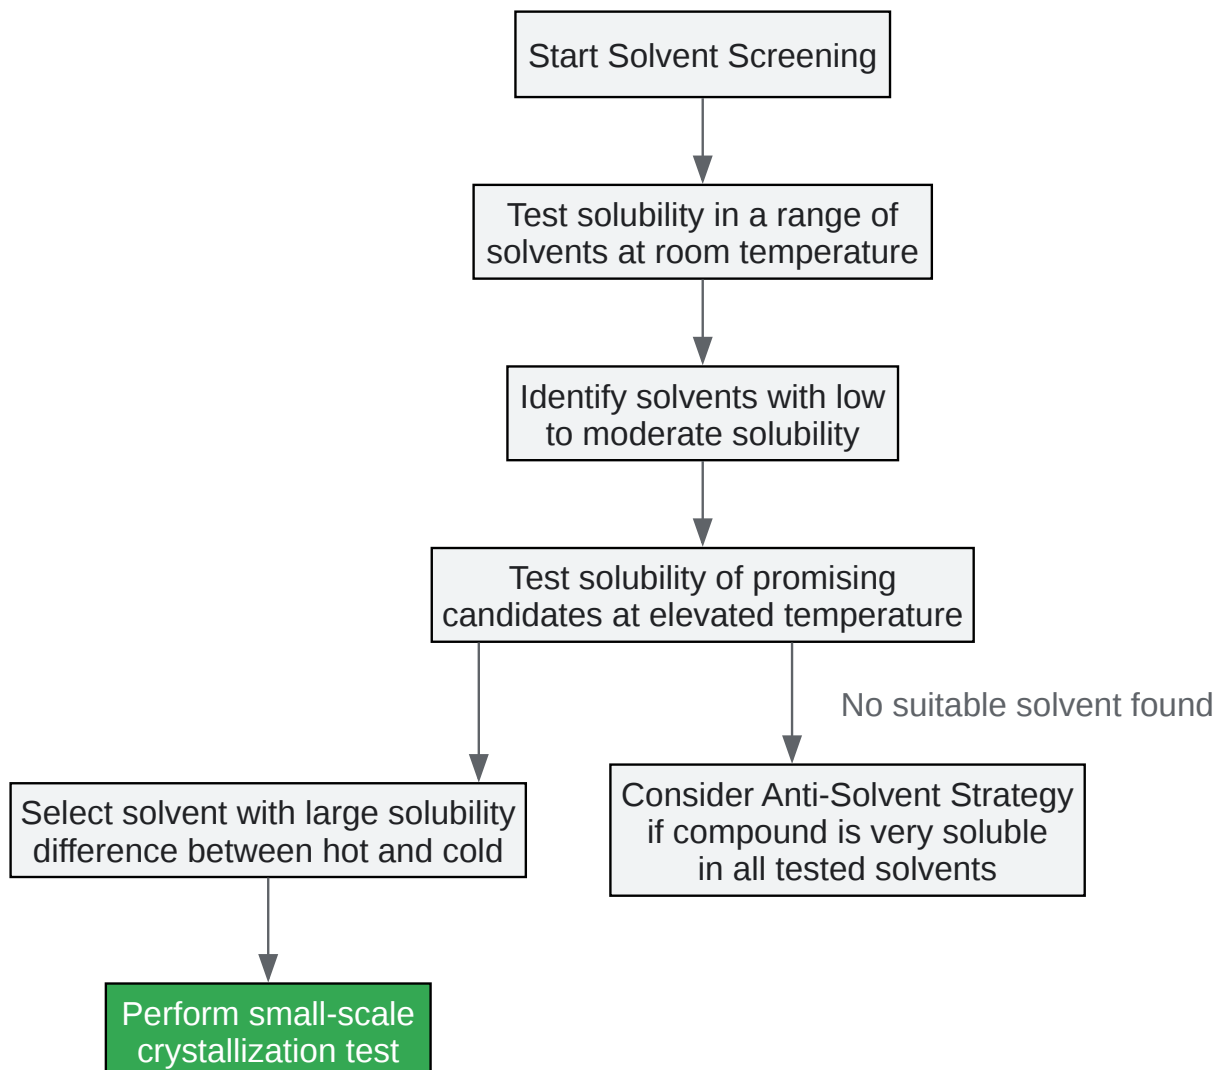 Start Solvent Screening
Test solubility in a range of
solvents at room temperature
Identify solvents with low
to moderate solubility
Test solubility of promising
candidates at elevated temperature
No suitable solvent found
Select solvent with large solubility
difference between hot and cold
Consider Anti-Solvent Strategy
if compound is very soluble
in all tested solvents
Perform small-scale
crystallization test